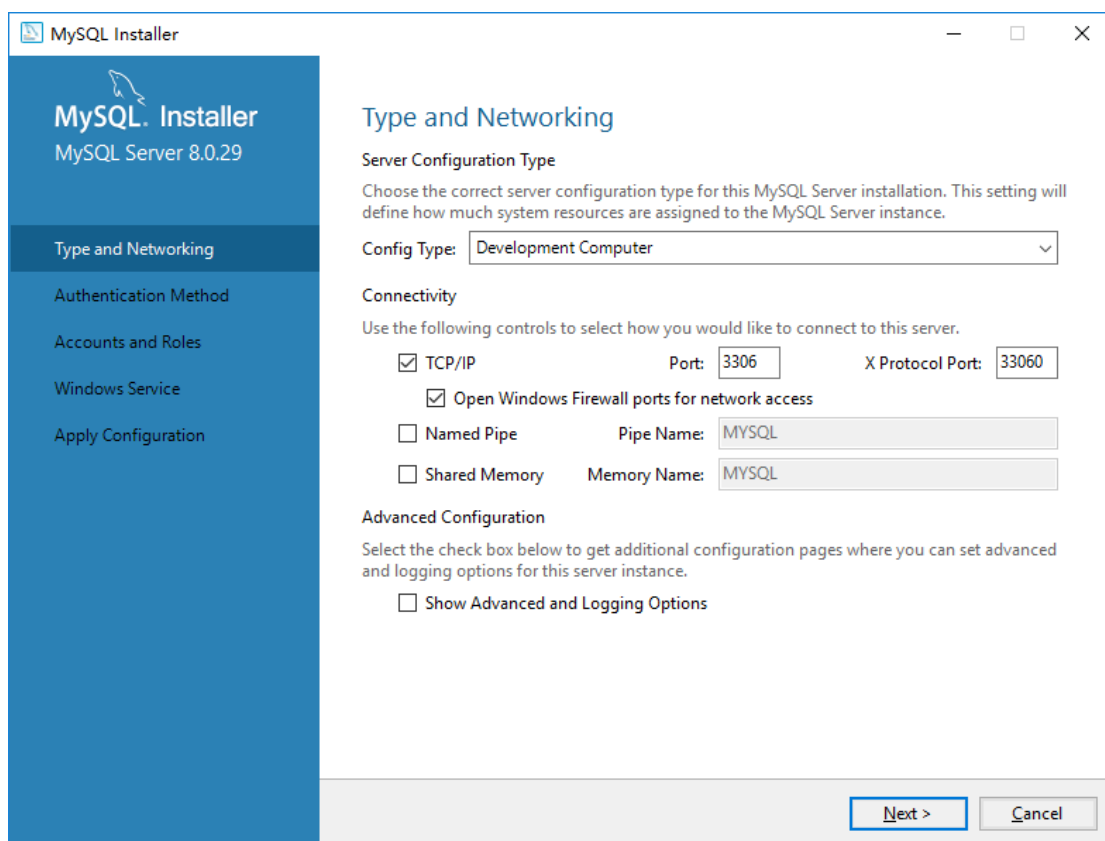 MySQL Installer
MySQL. Installer
MySQL Server 8.0.29
Type and Networking
Authentication Method
Accounts and Roles
Windows Service
Apply Configuration
Type and Networking
Server Configuration Type
Choose the correct server configuration type for this MySQL Server installation. This setting will
define how much system resources are assigned to the MySQL Server instance.
Config Type: Development Computer
Connectivity
Use the following controls to select how you would like to connect to this server.
TCP/IP Port: 3306 X Protocol Port: 33060
Open Windows Firewall ports for network access
Named Pipe Pipe Name: MYSQL
Shared Memory Memory Name: MYSQL
Advanced Configuration
Select the check box below to get additional configuration pages where you can set advanced
and logging options for this server instance.
Show Advanced and Logging Options
Next > Cancel